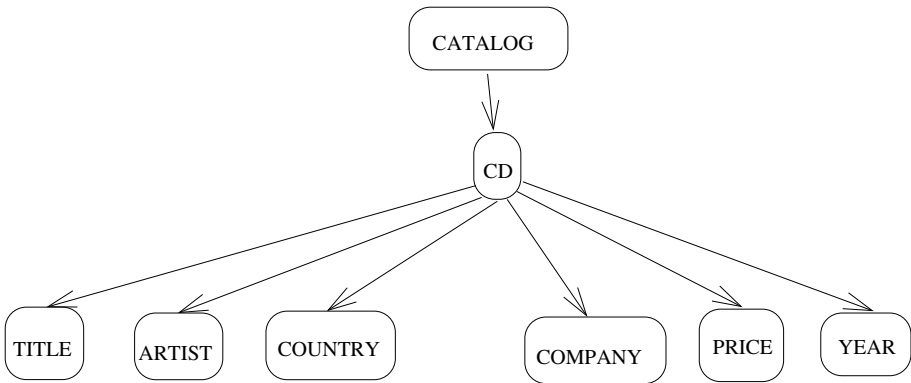 CATALOG
CD
TITLE
ARTIST
COUNTRY
COMPANY
PRICE
YEAR